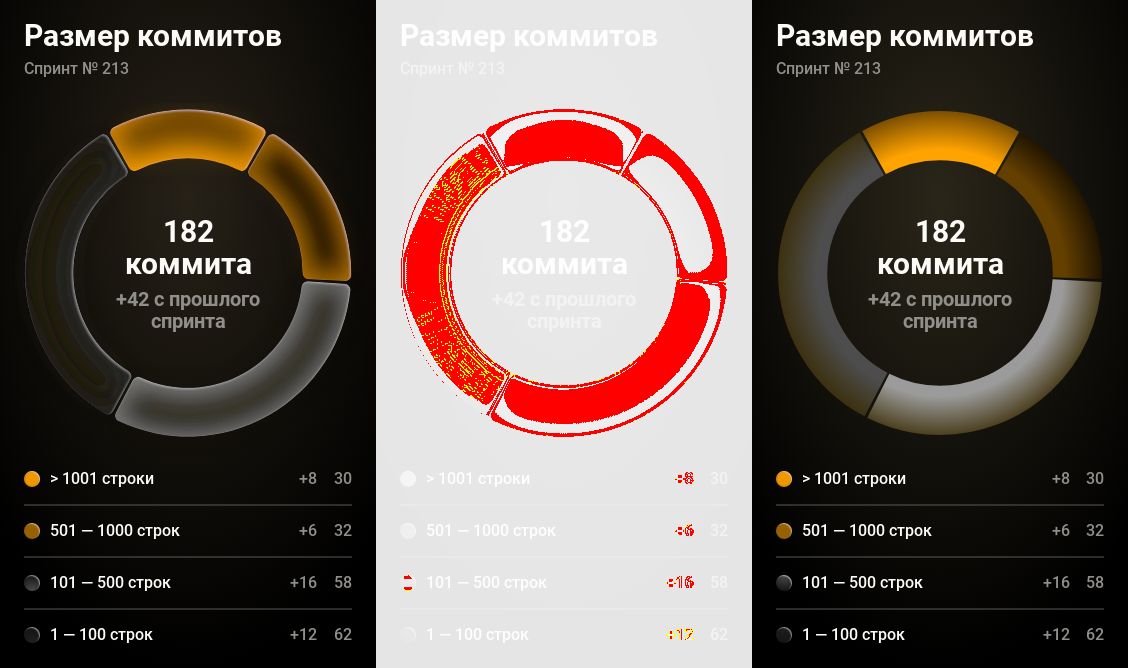 Размер коммитов
Спринт № 213
182
коммита
+42 с прошлого
спринта
> 1001 строки +8 30
501 — 1000 строк +6 32
101 — 500 строк +16 58
1 — 100 строк +12 62
Размер коммитов
Спринт № 213
182
коммита
+42 с прошлого
спринта
> 1001 строки +8 30
501 — 1000 строк +6 32
101 — 500 строк +16 58
1 — 100 строк +12 62
Размер коммитов
Спринт № 213
182
коммита
+42 с прошлого
спринта
> 1001 строки +8 30
501 — 1000 строк +6 32
101 — 500 строк +16 58
1 — 100 строк +12 62